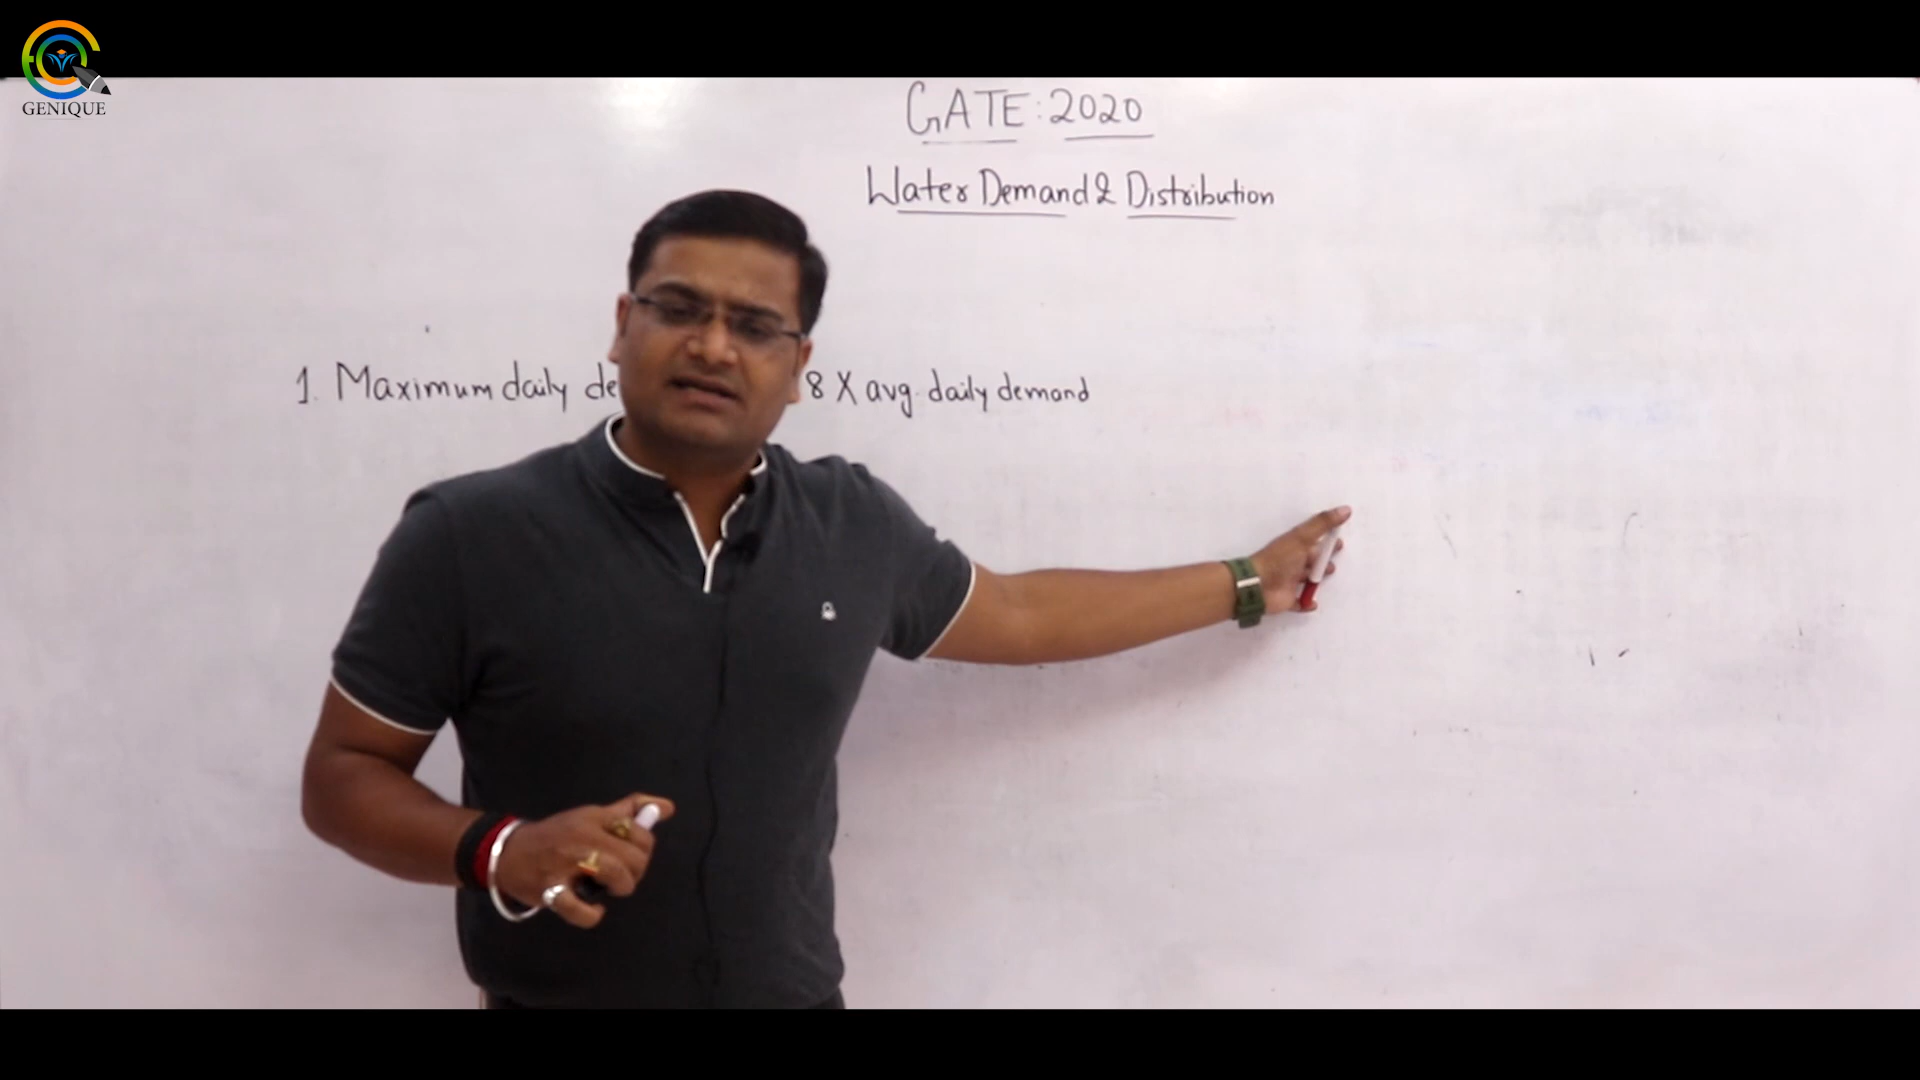 GENIQUE
GATE: 2020
Water Demand & Distribution
1. Maximum daily de 8 X avg. daily demand